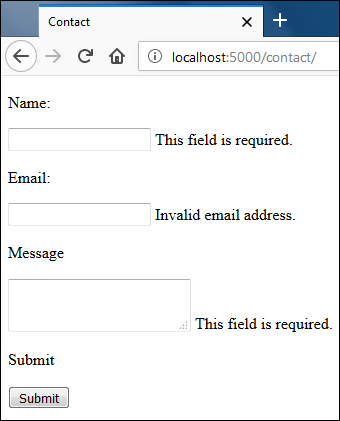 Contact
localhost:5000/contact/
Name:
This field is required.
Email:
Invalid email address.
Message
This field is required.
Submit
Submit